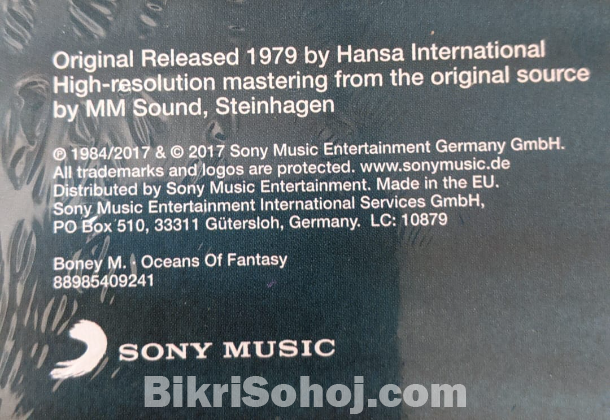 Original Released 1979 by Hansa International
High-resolution mastering from the original source
by MM Sound, Steinhagen
℗ 1984/2017 & © 2017 Sony Music Entertainment Germany GmbH.
All trademarks and logos are protected. www.sonymusic.de
Distributed by Sony Music Entertainment. Made in the EU.
Sony Music Entertainment International Services GmbH,
PO Box 510, 33311 Gütersloh, Germany. LC: 10879
Boney M. · Oceans Of Fantasy
88985409241
SONY MUSIC
BikriSohoj.com